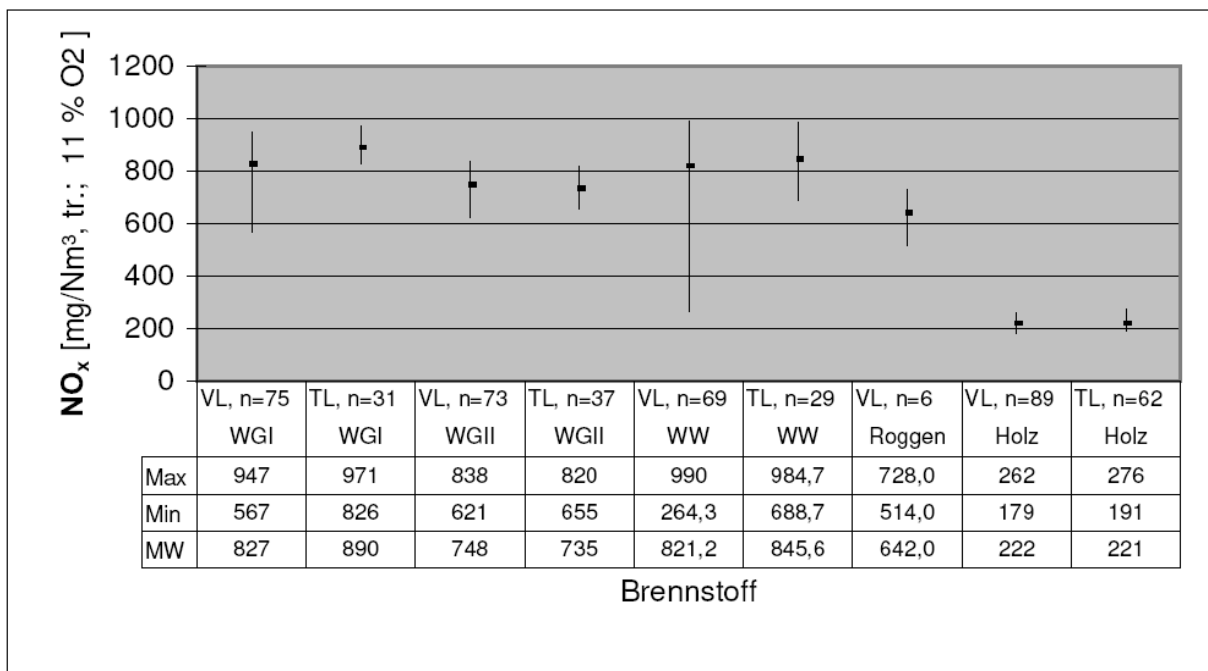 NOx [mg/Nm³, tr.; 11 % O2 ]
1200
1000
800
600
400
200
0
VL, n=75 TL, n=31 VL, n=73 TL, n=37 VL, n=69 TL, n=29 VL, n=6 VL, n=89 TL, n=62
WGI WGI WGII WGII WW WW Roggen Holz Holz
Max 947 971 838 820 990 984,7 728,0 262 276
Min 567 826 621 655 264,3 688,7 514,0 179 191
MW 827 890 748 735 821,2 845,6 642,0 222 221
Brennstoff